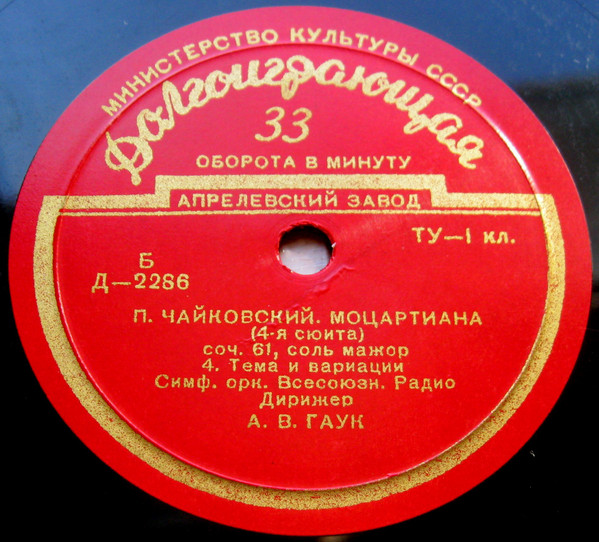 МИНИСТЕРСТВО КУЛЬТУРЫ СССР
Долгоиграющая
33
ОБОРОТА В МИНУТУ
АПРЕЛЕВСКИЙ ЗАВОД
ТУ—1 кл.
Б
Д—2286
П. ЧАЙКОВСКИЙ. МОЦАРТИАНА
(4-я сюита)
соч. 61, соль мажор
4. Тема и вариации
Симф. орк. Всесоюзн. Радио
Дирижер
А. В. ГАУК